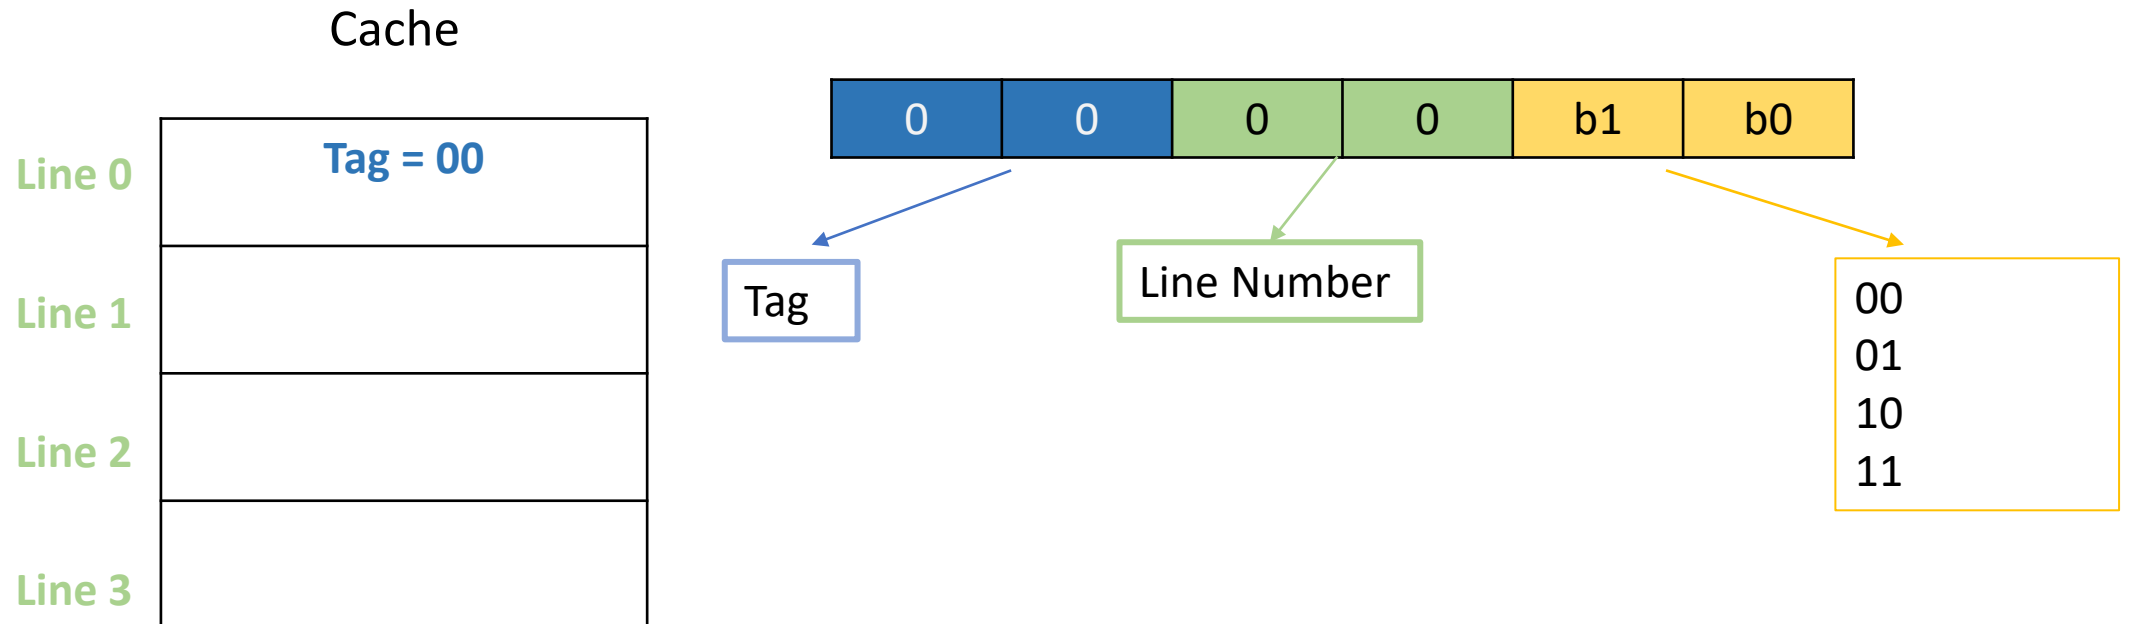 Cache
Line 0
Tag = 00
Line 1
Line 2
Line 3
0 0 0 0 b1 b0
Tag
Line Number
00
01
10
11